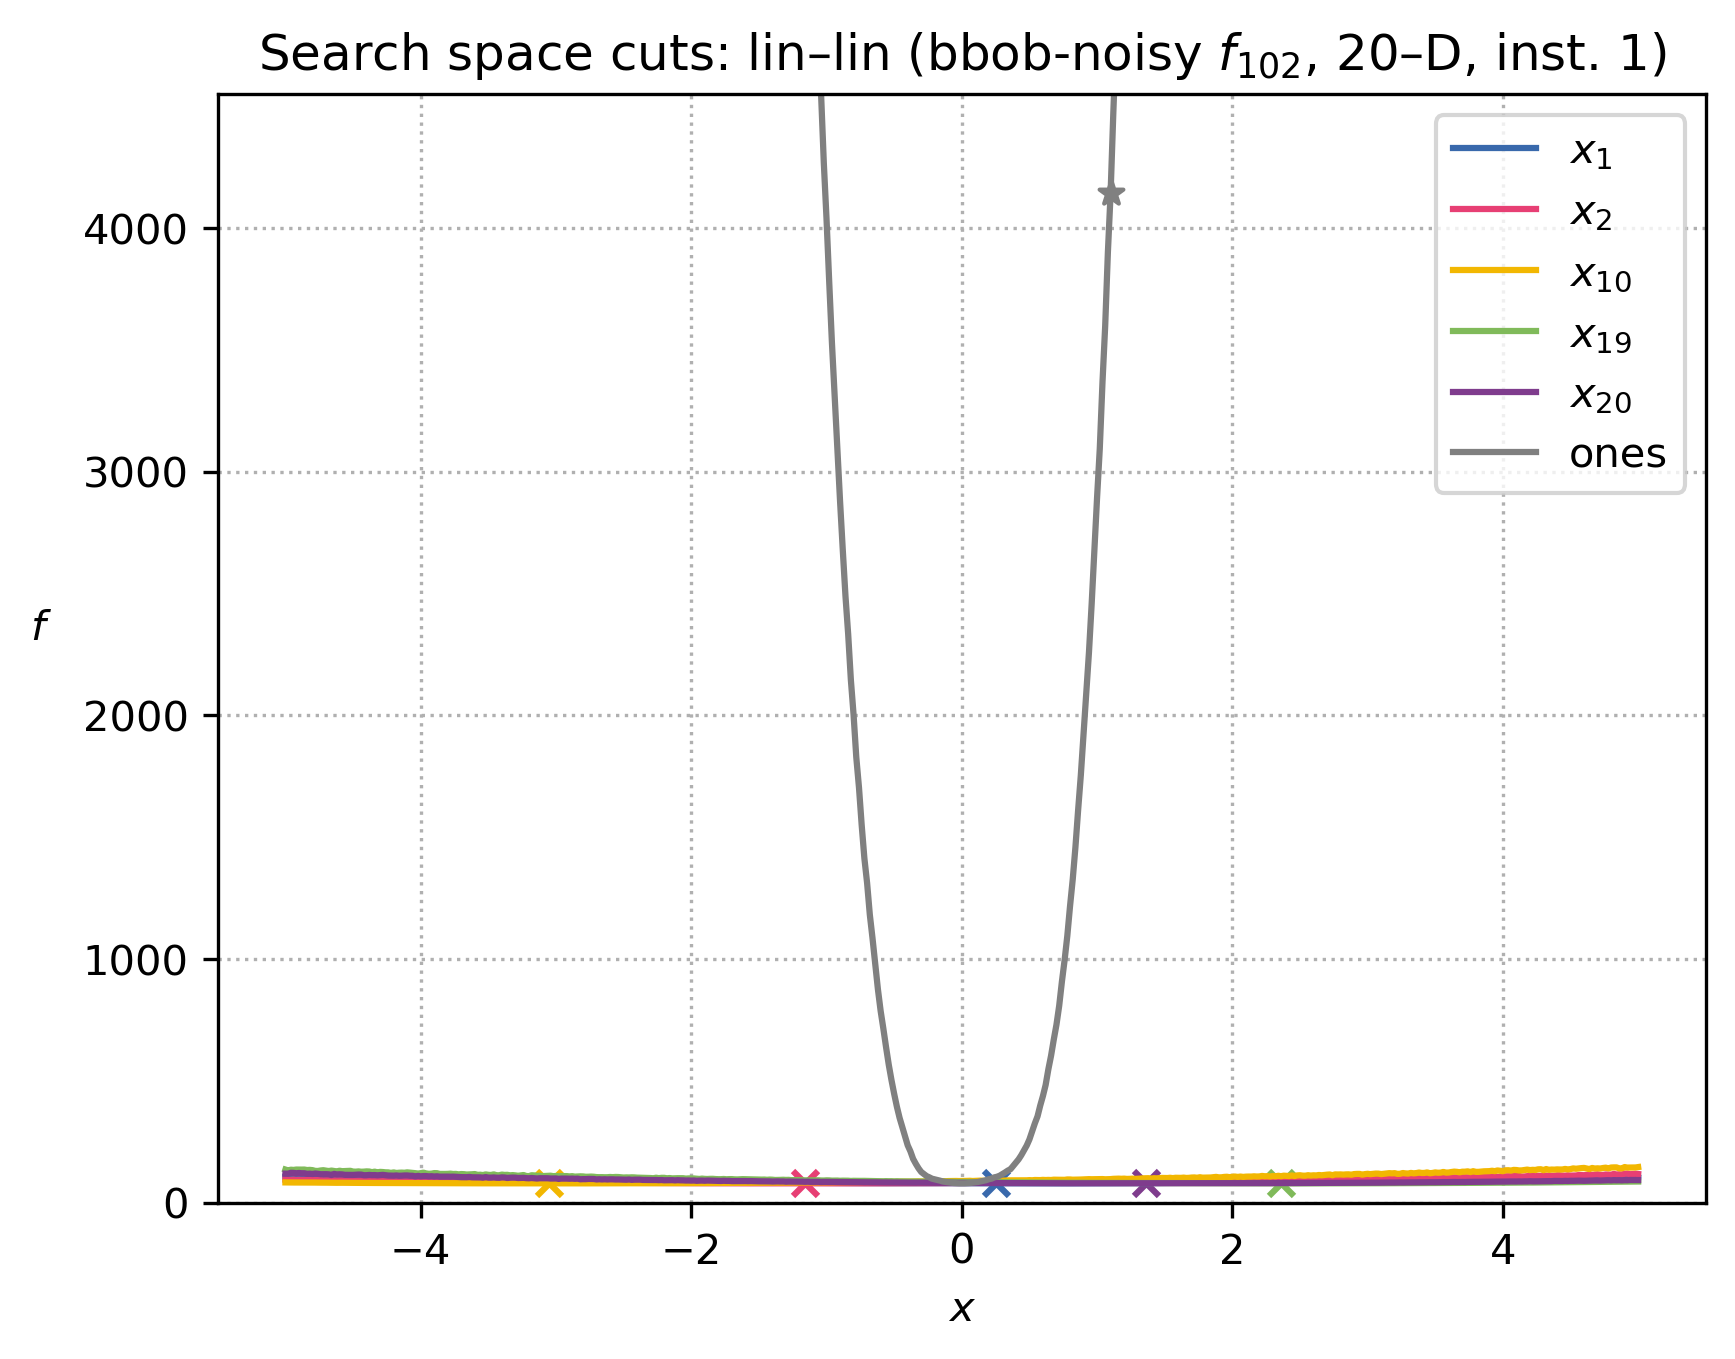 Search space cuts: lin–lin (bbob-noisy f₁₀₂, 20–D, inst. 1)
x₁
x₂
x₁₀
x₁₉
x₂₀
ones
4000
3000
2000
1000
0
f
−4
−2
0
2
4
x